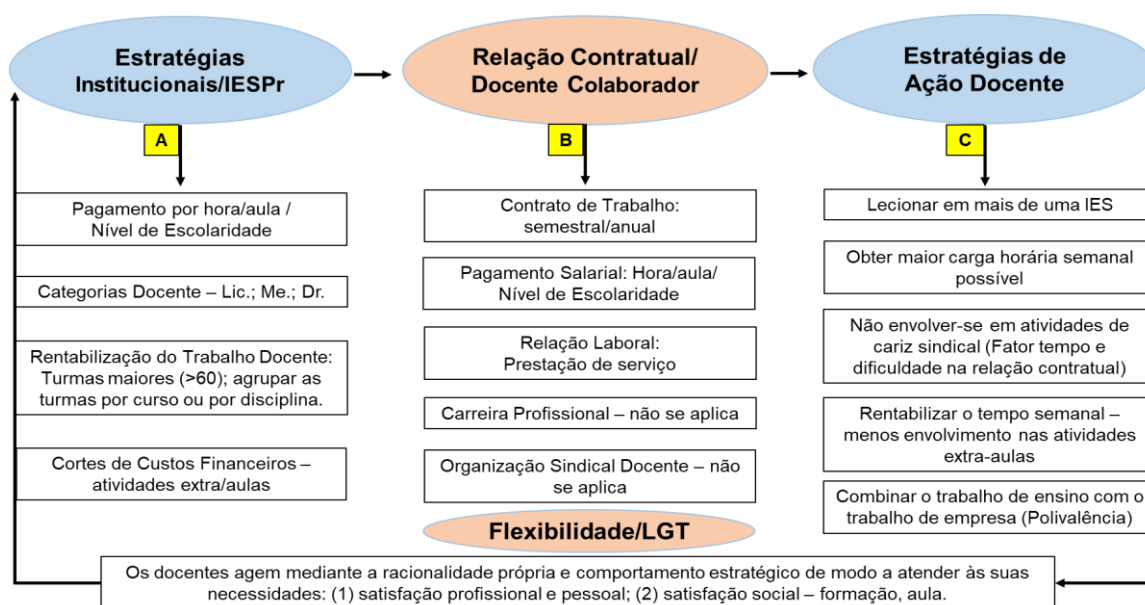 Estratégias
Institucionais/IESPr
Relação Contratual/
Docente Colaborador
Estratégias de
Ação Docente
A
B
C
Pagamento por hora/aula /
Nível de Escolaridade
Categorias Docente – Lic.; Me.; Dr.
Rentabilização do Trabalho Docente:
Turmas maiores (>60); agrupar as
turmas por curso ou por disciplina.
Cortes de Custos Financeiros –
atividades extra/aulas
Contrato de Trabalho:
semestral/anual
Pagamento Salarial: Hora/aula/
Nível de Escolaridade
Relação Laboral:
Prestação de serviço
Carreira Profissional – não se aplica
Organização Sindical Docente – não
se aplica
Flexibilidade/LGT
Lecionar em mais de uma IES
Obter maior carga horária semanal
possível
Não envolver-se em atividades de
cariz sindical (Fator tempo e
dificuldade na relação contratual)
Rentabilizar o tempo semanal –
menos envolvimento nas atividades
extra-aulas
Combinar o trabalho de ensino com o
trabalho de empresa (Polivalência)
Os docentes agem mediante a racionalidade própria e comportamento estratégico de modo a atender às suas
necessidades: (1) satisfação profissional e pessoal; (2) satisfação social – formação, aula.